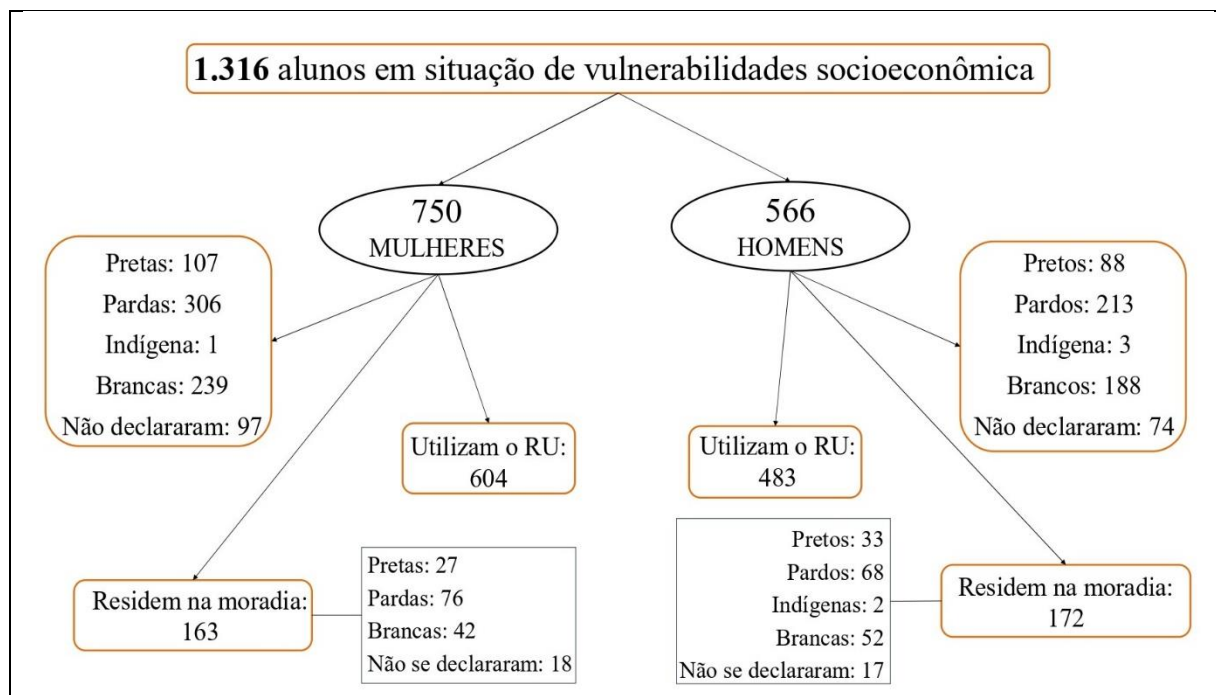 1.316 alunos em situação de vulnerabilidades socioeconômica
750
MULHERES
566
HOMENS
Pretas: 107
Pardas: 306
Indígena: 1
Brancas: 239
Não declararam: 97
Pretos: 88
Pardos: 213
Indígena: 3
Brancos: 188
Não declararam: 74
Utilizam o RU:
604
Utilizam o RU:
483
Residem na moradia:
163
Pretas: 27
Pardas: 76
Brancas: 42
Não se declararam: 18
Pretos: 33
Pardos: 68
Indígenas: 2
Brancas: 52
Não se declararam: 17
Residem na moradia:
172